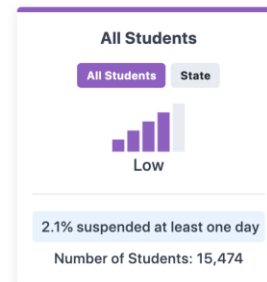 All Students
All Students State
Low
2.1% suspended at least one day
Number of Students: 15,474